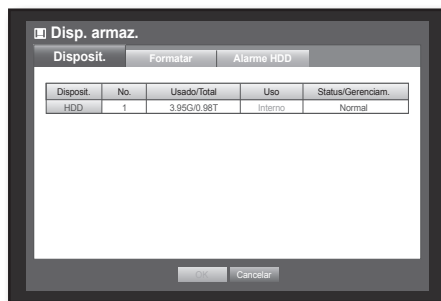 Disp. armaz.
Disposit. Formatar Alarme HDD
Disposit. No. Usado/Total Uso Status/Gerenciam.
HDD 1 3.95G/0.98T Interno Normal
OK Cancelar